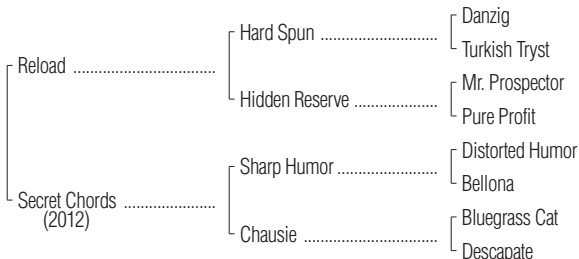 Danzig
Hard Spun ........................
Turkish Tryst
Reload .............................
Mr. Prospector
Hidden Reserve .................
Pure Profit
Distorted Humor
Sharp Humor .....................
Bellona
Secret Chords ...................
(2012)
Bluegrass Cat
Chausie ...........................
Descapate